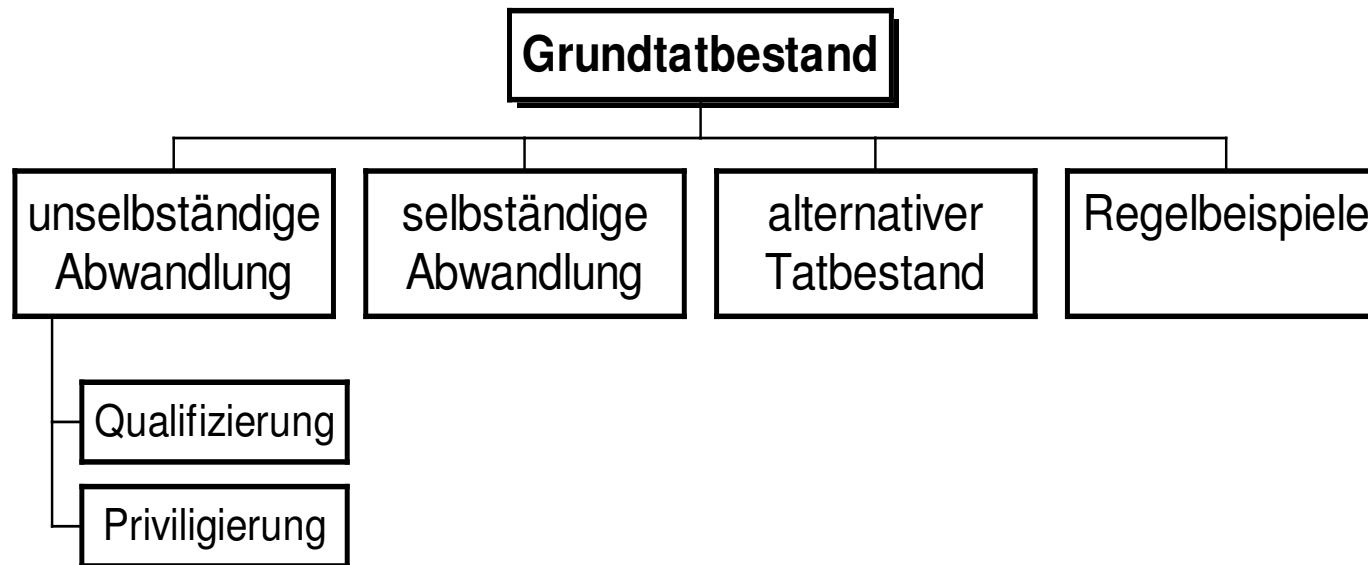 Grundtatbestand
unselbständige
Abwandlung
selbständige
Abwandlung
alternativer
Tatbestand
Regelbeispiele
Qualifizierung
Priviligierung